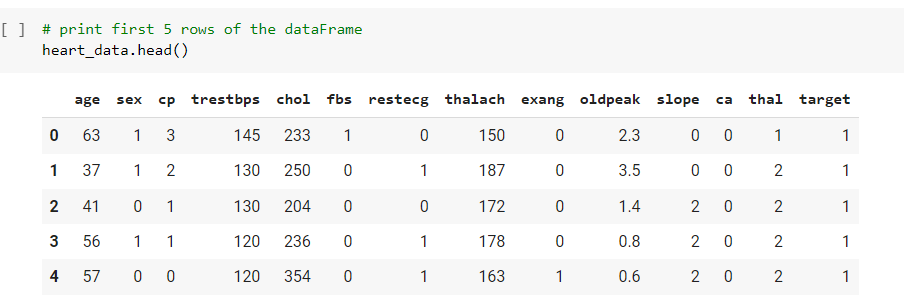 [ ] # print first 5 rows of the dataFrame
heart_data.head()
age sex cp trestbps chol fbs restecg thalach exang oldpeak slope ca thal target
0 63 1 3 145 233 1 0 150 0 2.3 0 0 1 1
1 37 1 2 130 250 0 1 187 0 3.5 0 0 2 1
2 41 0 1 130 204 0 0 172 0 1.4 2 0 2 1
3 56 1 1 120 236 0 1 178 0 0.8 2 0 2 1
4 57 0 0 120 354 0 1 163 1 0.6 2 0 2 1